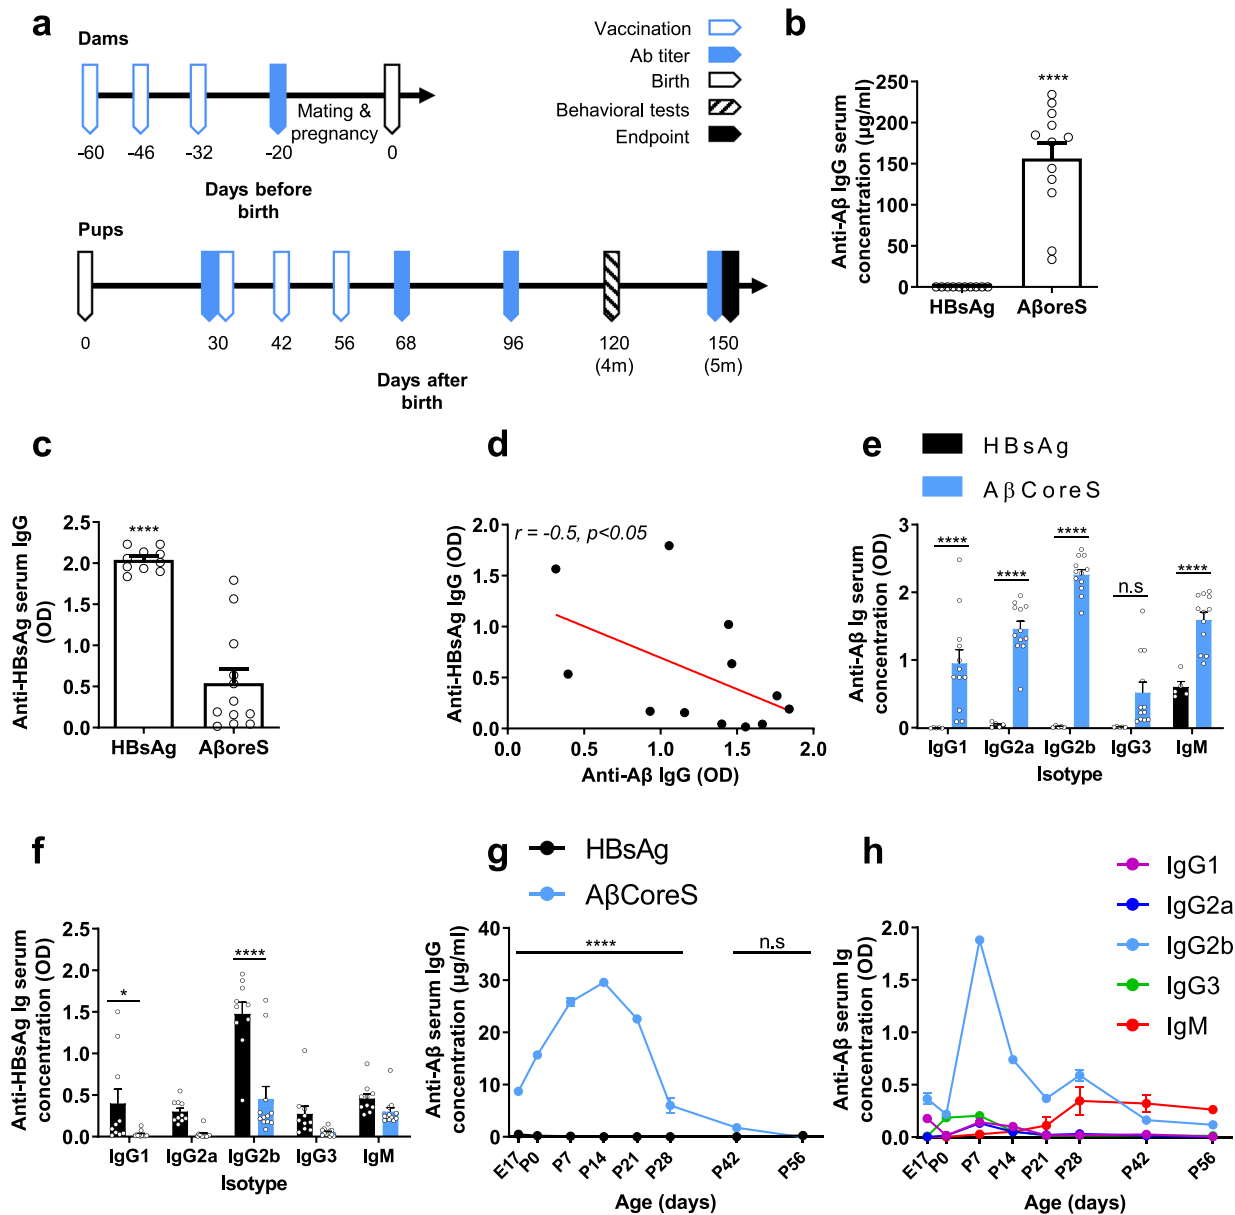 a
Dams
-60 -46 -32 -20 0
Mating &
pregnancy
Days before
birth
Vaccination
Ab titer
Birth
Behavioral tests
Endpoint
Pups
0 30 42 56 68 96 120 150
(4m) (5m)
Days after
birth
b
Anti-Aβ IgG serum
concentration (µg/ml)
250
200
150
100
50
0
****
HBsAg AβoreS
c
Anti-HBsAg serum IgG
(OD)
2.5
2.0
1.5
1.0
0.5
0.0
****
HBsAg AβoreS
d
Anti-HBsAg IgG (OD)
2.0
1.5
1.0
0.5
0.0
r = -0.5, p<0.05
0.0 0.5 1.0 1.5 2.0
Anti-Aβ IgG (OD)
e
HBsAg
AβCoreS
Anti-Aβ Ig serum
concentration (OD)
3
2
1
0
**** **** **** n.s ****
IgG1 IgG2a IgG2b IgG3 IgM
Isotype
f
Anti-HBsAg Ig serum
concentration (OD)
2.5
2.0
1.5
1.0
0.5
0.0
* ****
IgG1 IgG2a IgG2b IgG3 IgM
Isotype
g
HBsAg
AβCoreS
Anti-Aβ serum IgG
concentration (µg/ml)
40
30
20
10
0
**** n.s
E17 P0 P7 P14 P21 P28 P42 P56
Age (days)
h
IgG1
IgG2a
IgG2b
IgG3
IgM
Anti-Aβ serum Ig
concentration (OD)
2.0
1.5
1.0
0.5
0.0
E17 P0 P7 P14 P21 P28 P42 P56
Age (days)